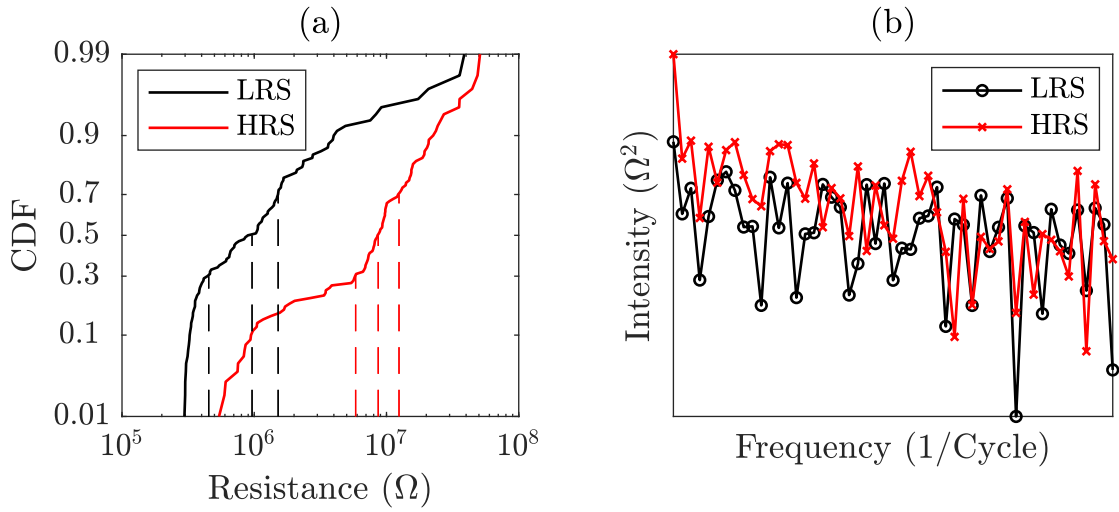 (a)
0.99
0.9
0.7
0.5
0.3
0.1
0.01
CDF
LRS
HRS
10^5
10^6
10^7
10^8
Resistance (Ω)
(b)
LRS
HRS
Intensity (Ω^2)
Frequency (1/Cycle)